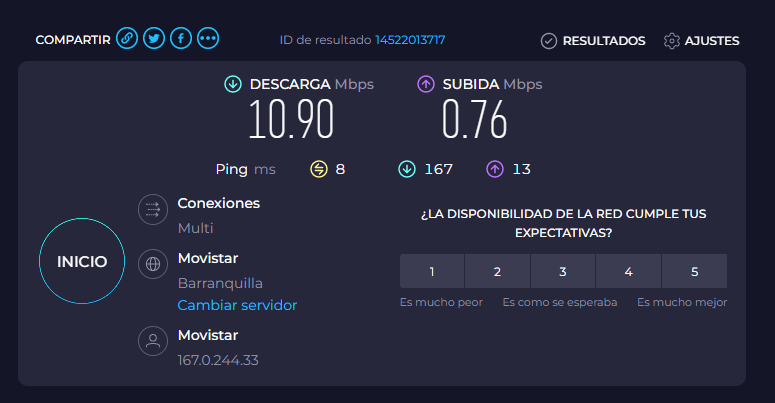 COMPARTIR
ID de resultado 14522013717
RESULTADOS
AJUSTES
DESCARGA Mbps
10.90
SUBIDA Mbps
0.76
Ping ms 8 167 13
INICIO
Conexiones
Multi
Movistar
Barranquilla
Cambiar servidor
Movistar
167.0.244.33
¿LA DISPONIBILIDAD DE LA RED CUMPLE TUS
EXPECTATIVAS?
1 2 3 4 5
Es mucho peor Es como se esperaba Es mucho mejor